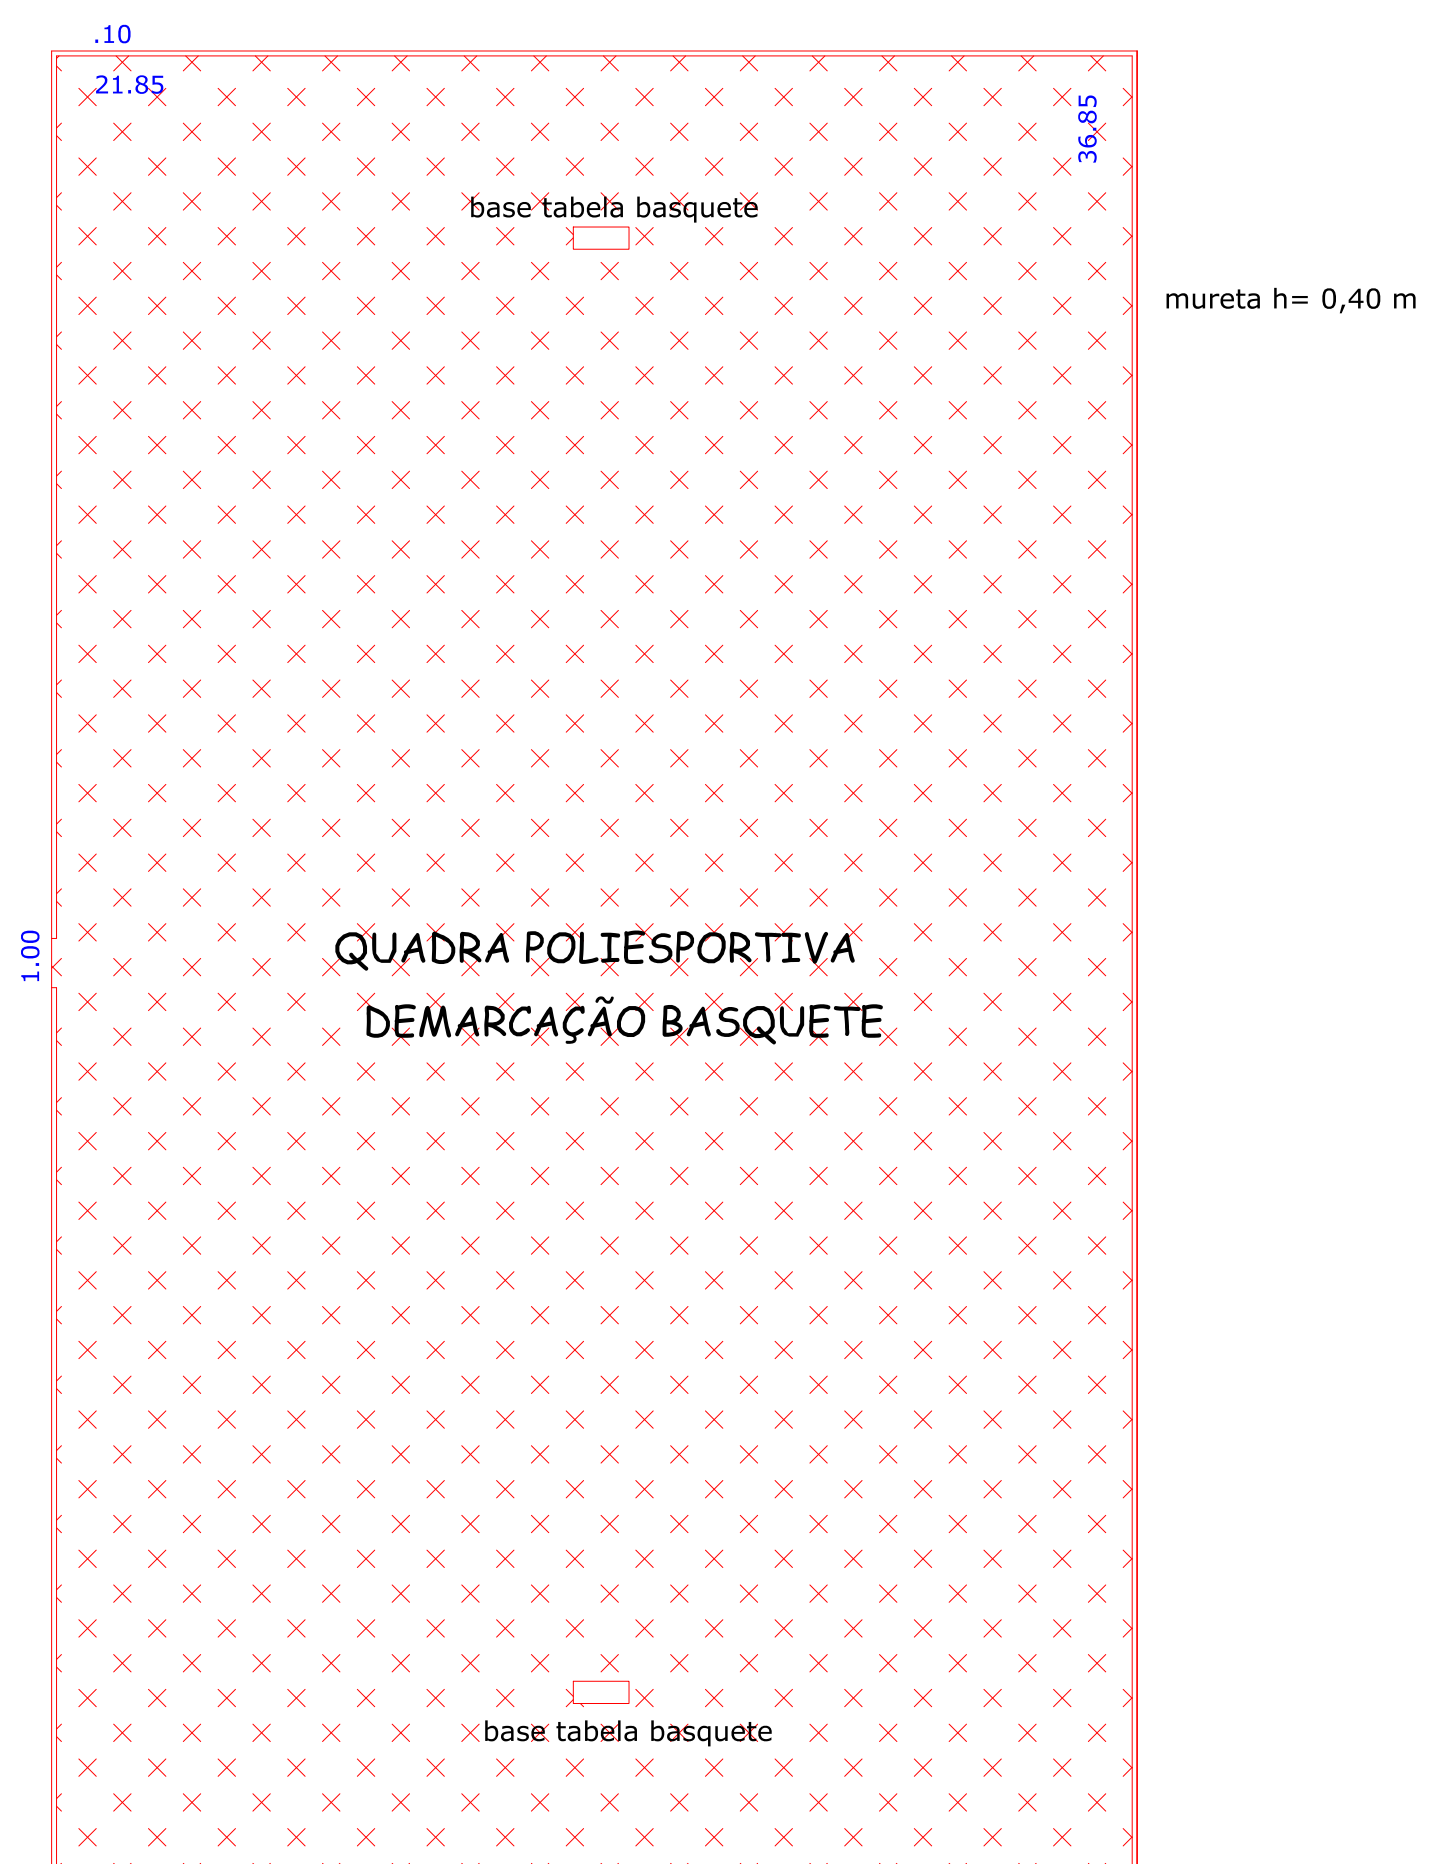 .10
21.85
36.85
base tabela basquete
mureta h= 0,40 m
1.00
QUADRA POLIESPORTIVA
DEMARCAÇÃO BASQUETE
base tabela basquete